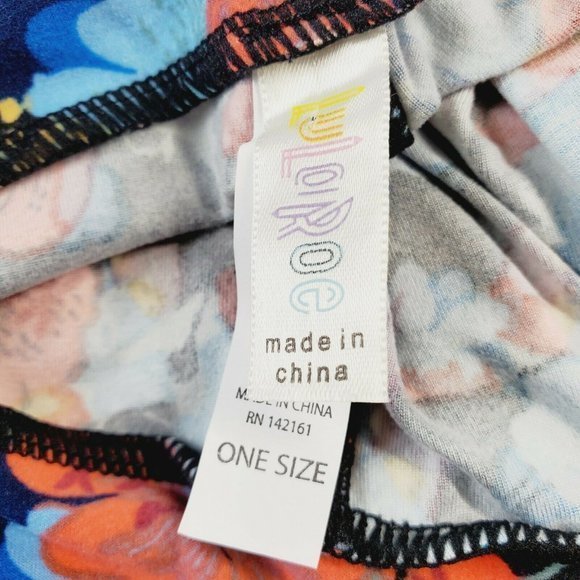 LuLaRoe
made in
china
MADE IN CHINA
RN 142161
ONE SIZE